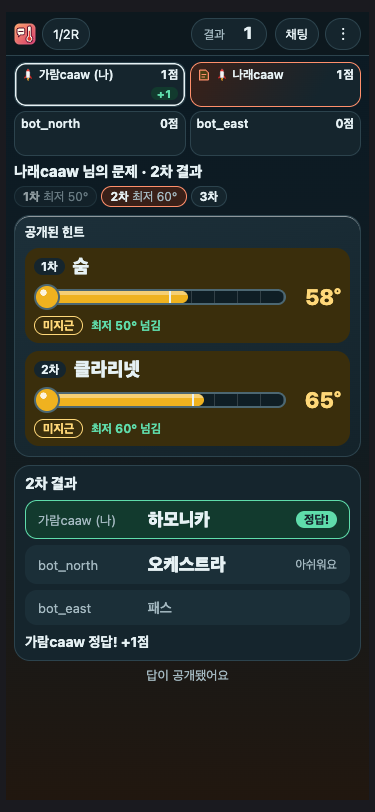 1/2R
결과 1
채팅
가람caaw (나) 1점
+1
나래caaw 1점
bot_north 0점
bot_east 0점
나래caaw 님의 문제 · 2차 결과
1차 최저 50° 2차 최저 60° 3차
공개된 힌트
1차 숨
58°
미지근 최저 50° 넘김
2차 클라리넷
65°
미지근 최저 60° 넘김
2차 결과
가람caaw (나) 하모니카 정답!
bot_north 오케스트라 아쉬워요
bot_east 패스
가람caaw 정답! +1점
답이 공개됐어요